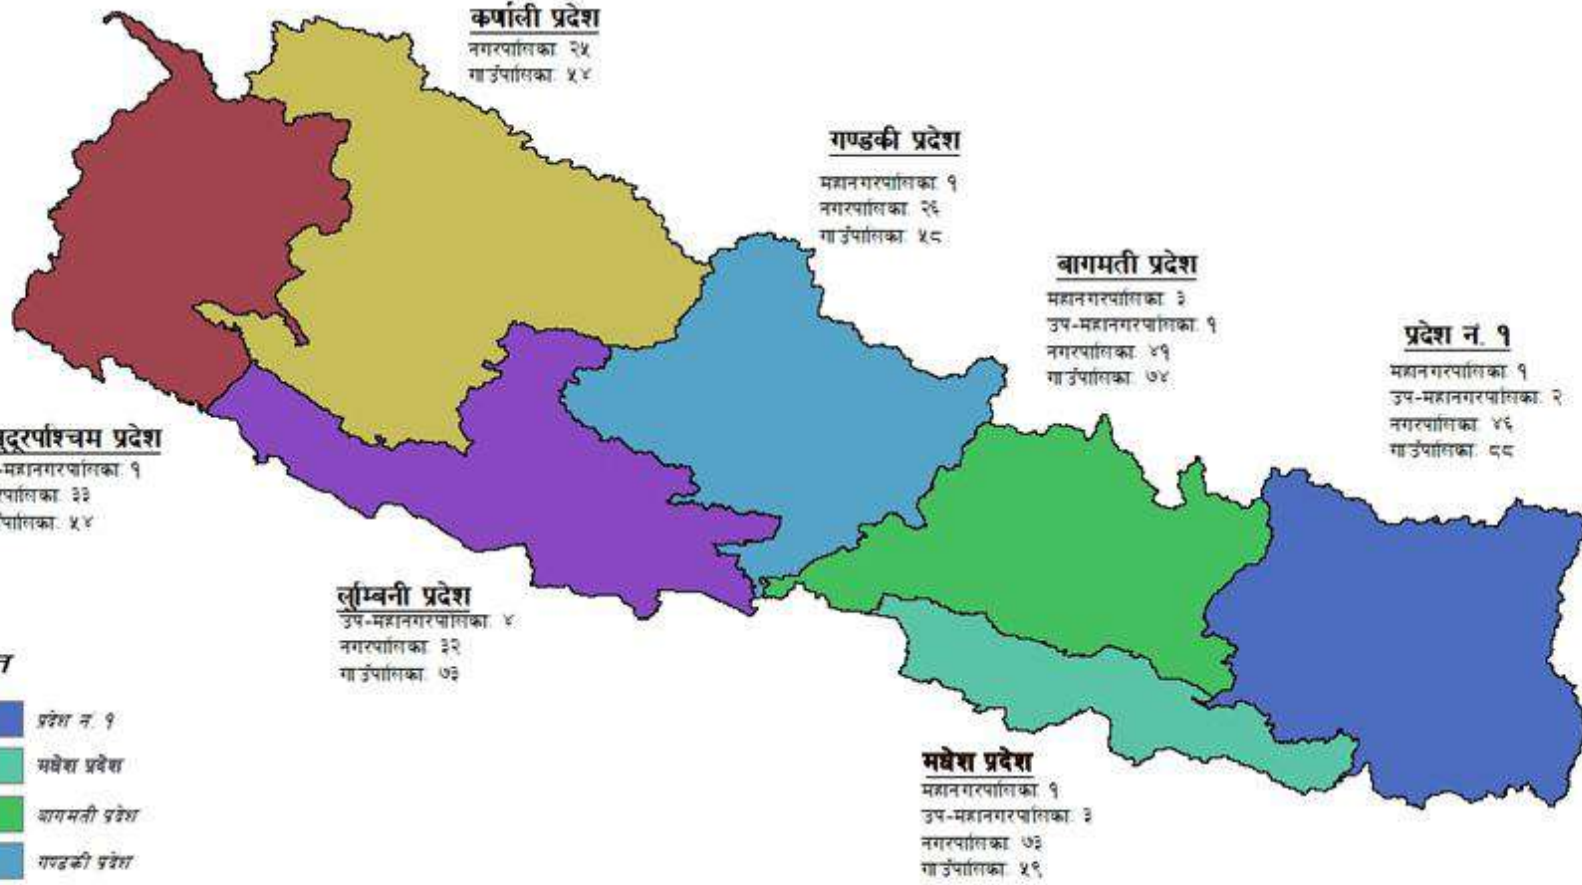 कर्णाली प्रदेश
नगरपालिका २५
गाउँपालिका ५४
गण्डकी प्रदेश
महानगरपालिका १
नगरपालिका २६
गाउँपालिका ५८
बागमती प्रदेश
महानगरपालिका ३
उप-महानगरपालिका १
नगरपालिका ४१
गाउँपालिका ७४
प्रदेश नं. १
महानगरपालिका १
उप-महानगरपालिका २
नगरपालिका ४६
गाउँपालिका ८८
सुदूरपश्चिम प्रदेश
-महानगरपालिका १
रपालिका ३३
पालिका ५४
लुम्बिनी प्रदेश
उप-महानगरपालिका ४
नगरपालिका ३२
गाउँपालिका ७३
मधेश प्रदेश
महानगरपालिका १
उप-महानगरपालिका ३
नगरपालिका ७३
गाउँपालिका ५९
त
प्रदेश नं. १
मधेश प्रदेश
बागमती प्रदेश
गण्डकी प्रदेश